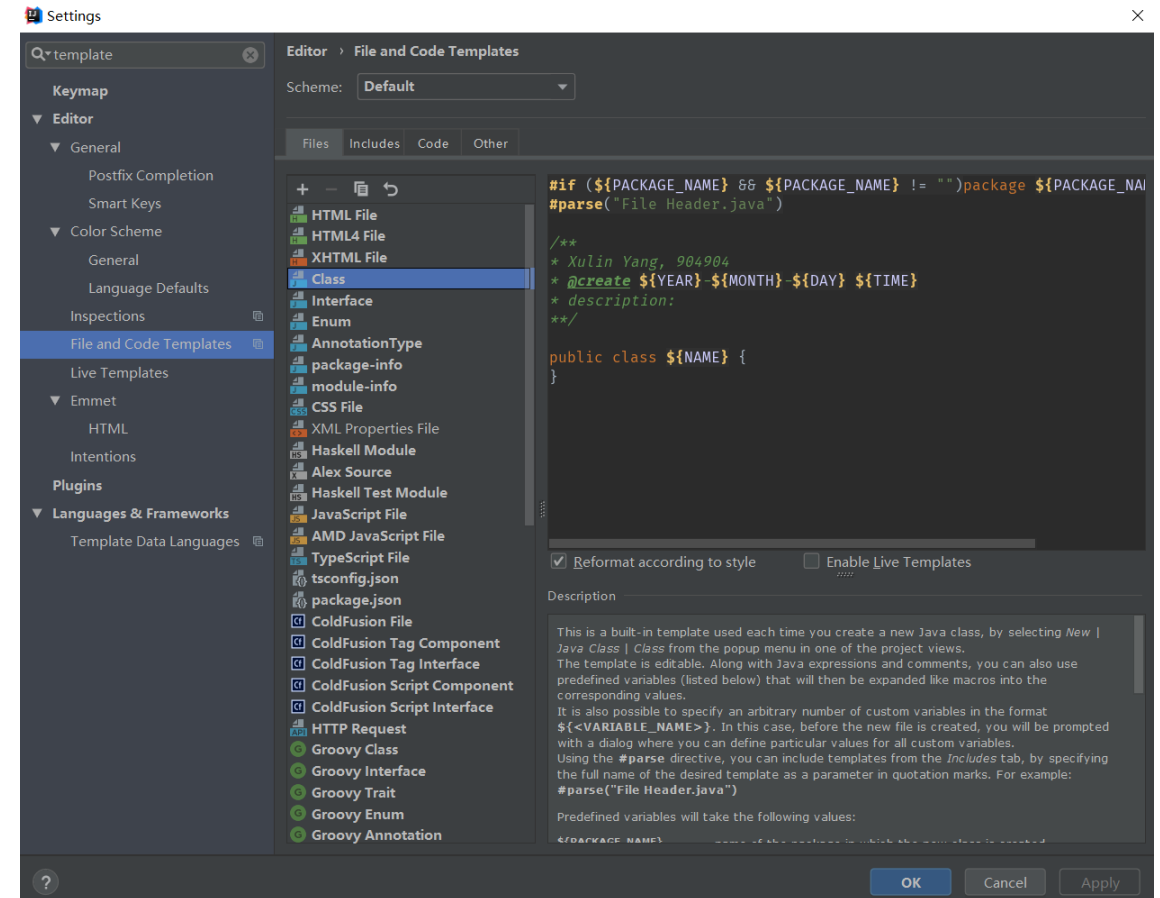 Settings
template
Keymap
Editor
General
Postfix Completion
Smart Keys
Color Scheme
General
Language Defaults
Inspections
File and Code Templates
Live Templates
Emmet
HTML
Intentions
Plugins
Languages & Frameworks
Template Data Languages
Editor › File and Code Templates
Scheme: Default
Files Includes Code Other
HTML File
HTML4 File
XHTML File
Class
Interface
Enum
AnnotationType
package-info
module-info
CSS File
XML Properties File
Haskell Module
Alex Source
Haskell Test Module
JavaScript File
AMD JavaScript File
TypeScript File
tsconfig.json
package.json
ColdFusion File
ColdFusion Tag Component
ColdFusion Tag Interface
ColdFusion Script Component
ColdFusion Script Interface
HTTP Request
Groovy Class
Groovy Interface
Groovy Trait
Groovy Enum
Groovy Annotation
#if (${PACKAGE_NAME} && ${PACKAGE_NAME} != "")package ${PACKAGE_NA
#parse("File Header.java")
/**
* Xulin Yang, 904904
* @create ${YEAR}-${MONTH}-${DAY} ${TIME}
* description:
**/
public class ${NAME} {
}
Reformat according to style Enable Live Templates
Description
This is a built-in template used each time you create a new Java class, by selecting New |
Java Class | Class from the popup menu in one of the project views.
The template is editable. Along with Java expressions and comments, you can also use
predefined variables (listed below) that will then be expanded like macros into the
corresponding values.
It is also possible to specify an arbitrary number of custom variables in the format
${<VARIABLE_NAME>}. In this case, before the new file is created, you will be prompted
with a dialog where you can define particular values for all custom variables.
Using the #parse directive, you can include templates from the Includes tab, by specifying
the full name of the desired template as a parameter in quotation marks. For example:
#parse("File Header.java")
Predefined variables will take the following values:
${PACKAGE_NAME} name of the package in which the new class is created
? OK Cancel Apply